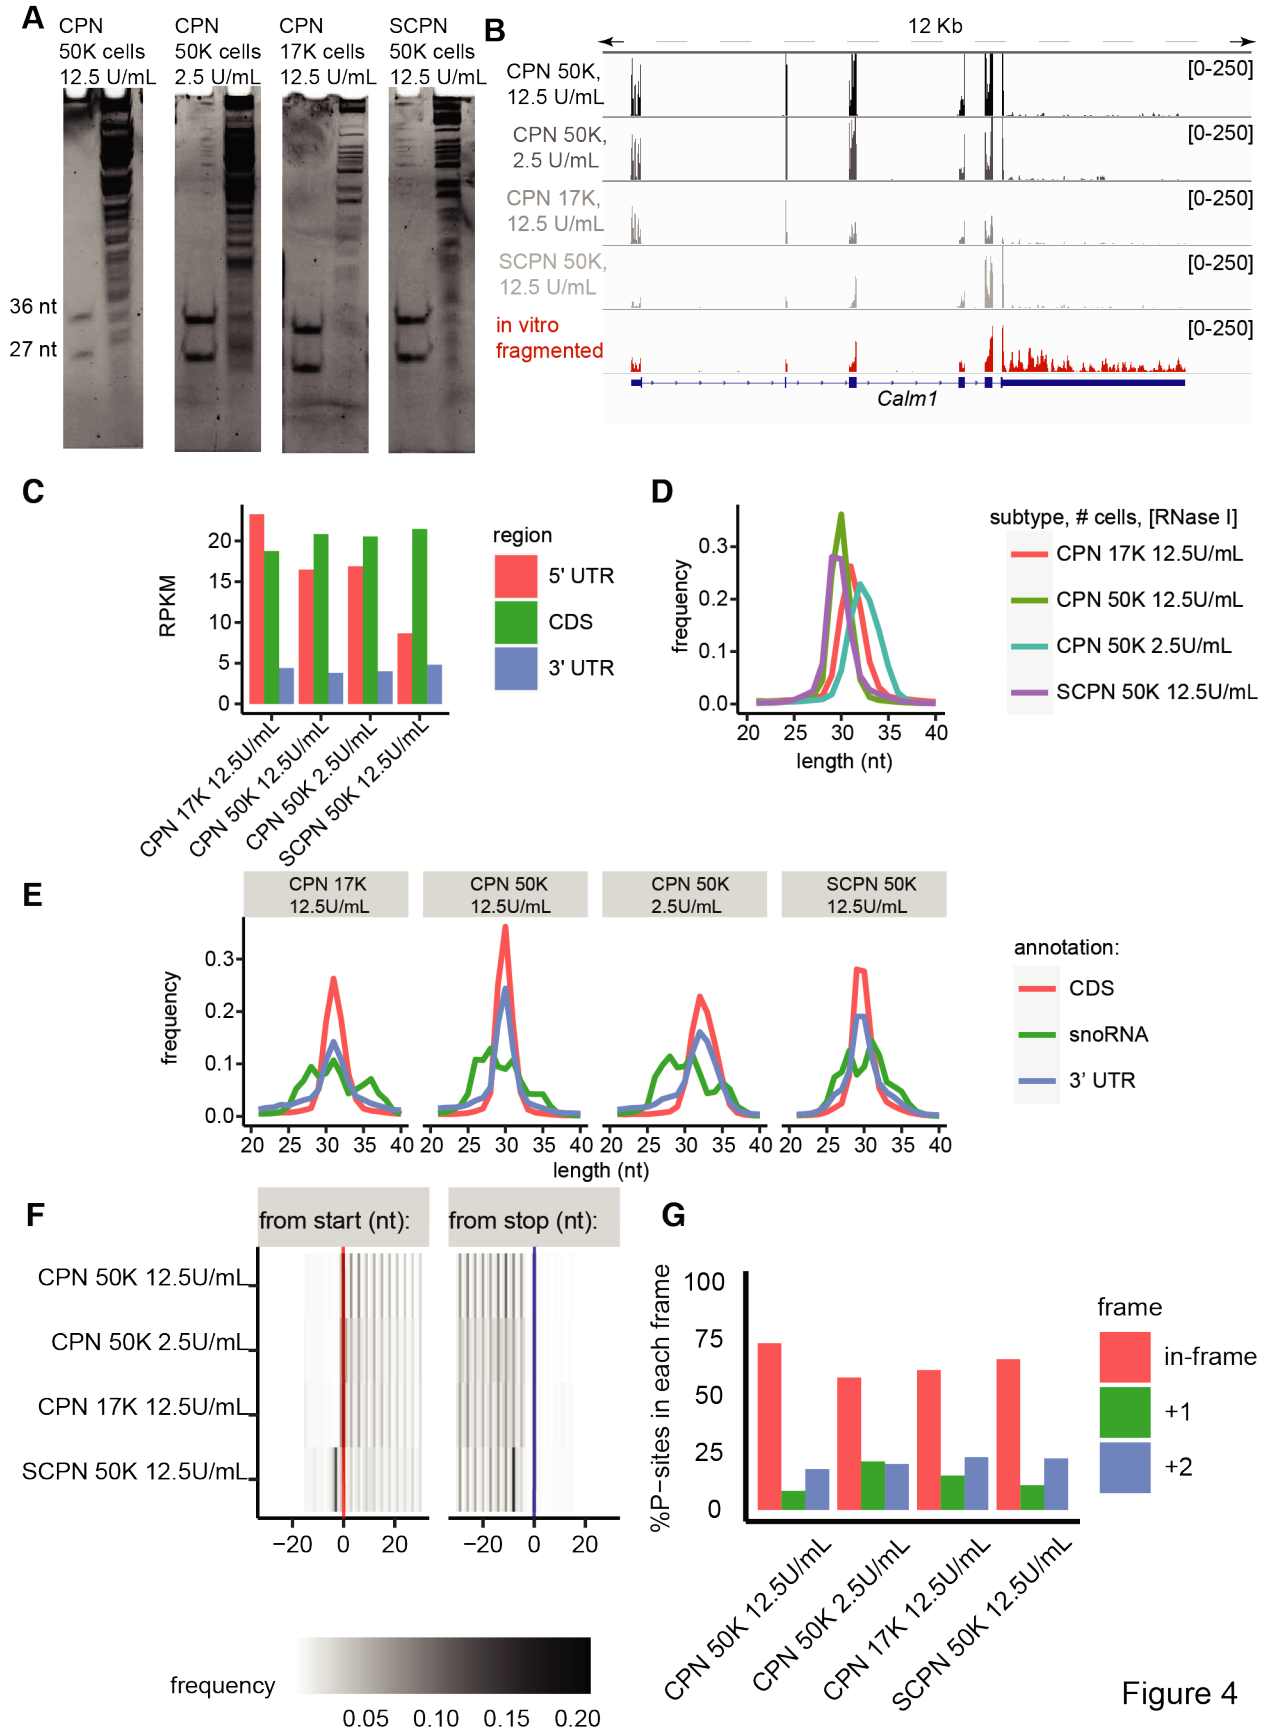 A
CPN
50K cells
12.5 U/mL
CPN
50K cells
2.5 U/mL
CPN
17K cells
12.5 U/mL
SCPN
50K cells
12.5 U/mL
36 nt
27 nt
B
12 Kb
CPN 50K,
12.5 U/mL
[0-250]
CPN 50K,
2.5 U/mL
[0-250]
CPN 17K,
12.5 U/mL
[0-250]
SCPN 50K,
12.5 U/mL
[0-250]
in vitro
fragmented
[0-250]
Calm1
C
RPKM
20
15
10
5
0
CPN 17K 12.5U/mL
CPN 50K 12.5U/mL
CPN 50K 2.5U/mL
SCPN 50K 12.5U/mL
region
5' UTR
CDS
3' UTR
D
frequency
0.3
0.2
0.1
0.0
20 25 30 35 40
length (nt)
subtype, # cells, [RNase I]
CPN 17K 12.5U/mL
CPN 50K 12.5U/mL
CPN 50K 2.5U/mL
SCPN 50K 12.5U/mL
E
CPN 17K
12.5U/mL
CPN 50K
12.5U/mL
CPN 50K
2.5U/mL
SCPN 50K
12.5U/mL
frequency
0.3
0.2
0.1
0.0
20 25 30 35 40 20 25 30 35 40 20 25 30 35 40 20 25 30 35 40
length (nt)
annotation:
CDS
snoRNA
3’ UTR
F
from start (nt):
from stop (nt):
CPN 50K 12.5U/mL
CPN 50K 2.5U/mL
CPN 17K 12.5U/mL
SCPN 50K 12.5U/mL
−20 0 20
−20 0 20
frequency
0.05 0.10 0.15 0.20
G
%P−sites in each frame
100
75
50
25
0
CPN 50K 12.5U/mL
CPN 50K 2.5U/mL
CPN 17K 12.5U/mL
SCPN 50K 12.5U/mL
frame
in-frame
+1
+2
Figure 4